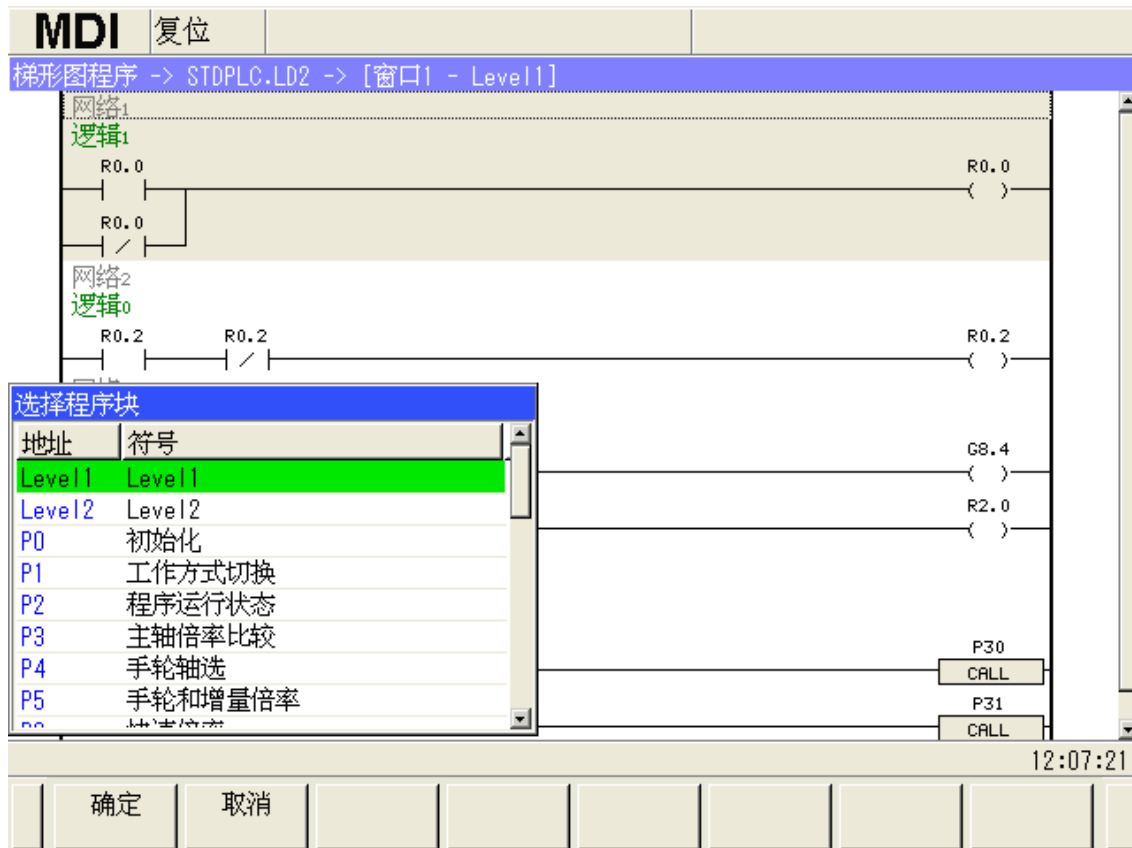 MDI 复位
梯形图程序 -> STDPLC.LD2 -> [窗口1 - Level1]
网络1
逻辑1
R0.0 R0.0
R0.0
网络2
逻辑0
R0.2 R0.2 R0.2
选择程序块
地址 符号
G8.4
Level1 Level1
Level2 Level2
R2.0
P0 初始化
P1 工作方式切换
P2 程序运行状态
P3 主轴倍率比较
P30
P4 手轮轴选
CALL
P5 手轮和增量倍率
P31
CALL
12:07:21
确定 取消